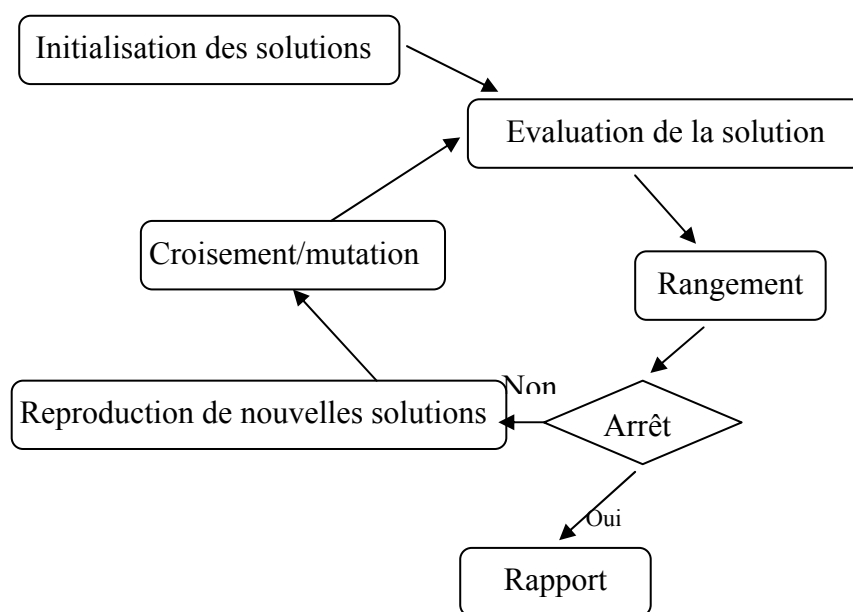 Initialisation des solutions
Evaluation de la solution
Croisement/mutation
Rangement
Non
Reproduction de nouvelles solutions
Arrêt
Oui
Rapport